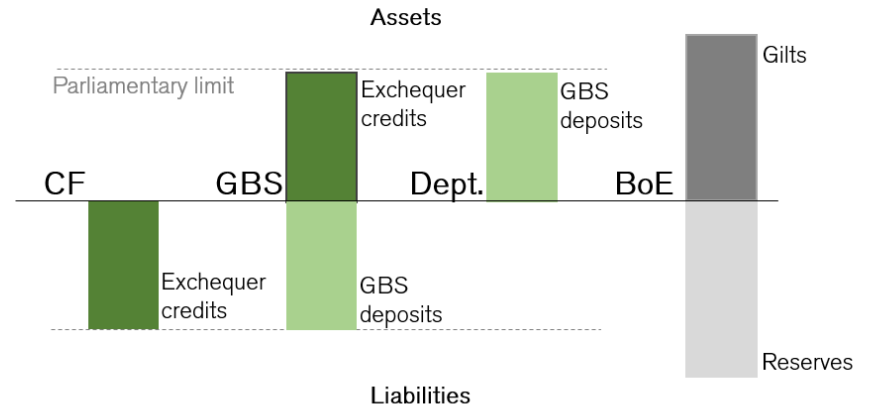 Assets
Gilts
Parliamentary limit
Exchequer
credits
GBS
deposits
CF
GBS
Dept.
BoE
Exchequer
credits
GBS
deposits
Reserves
Liabilities